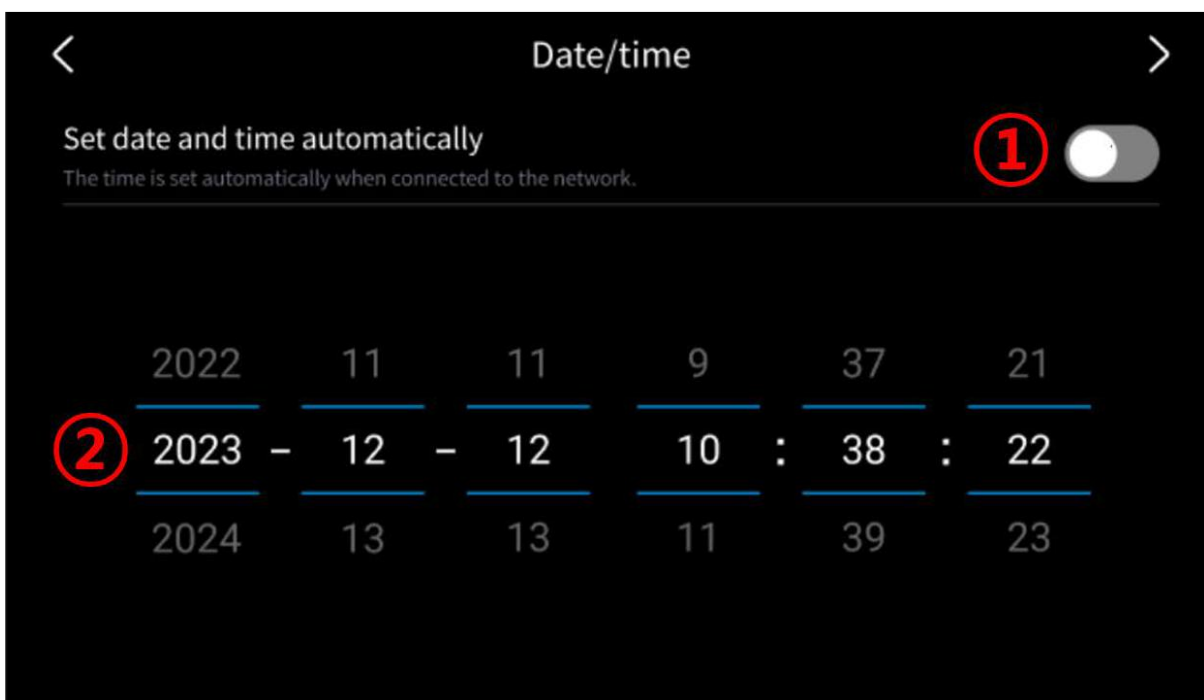 Date/time
Set date and time automatically
①
The time is set automatically when connected to the network.
2022 11 11 9 37 21
② 2023 - 12 - 12 10 : 38 : 22
2024 13 13 11 39 23